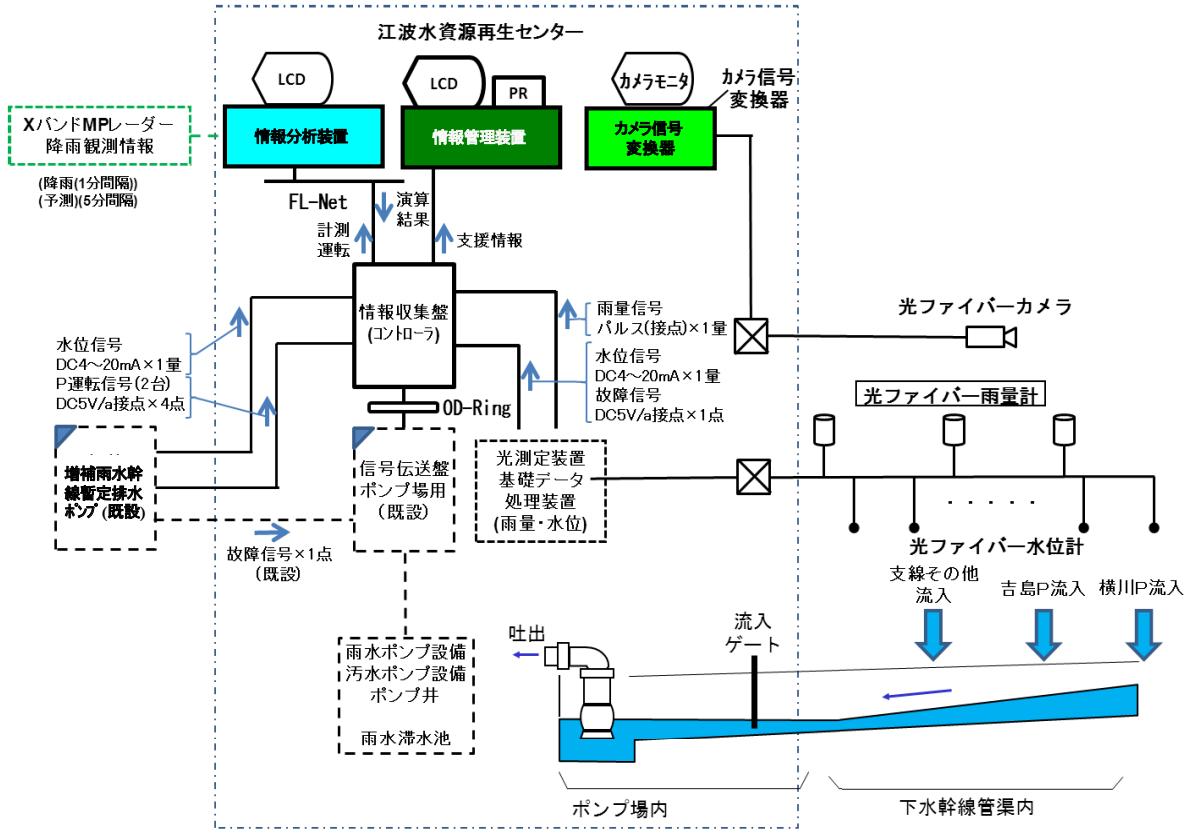 江波水資源再生センター
LCD
LCD
PR
カメラモニタ
カメラ信号
変換器
XバンドMPレーダー
降雨観測情報
情報分析装置
情報管理装置
カメラ信号
変換器
(降雨(1分間隔))
(予測)(5分間隔)
FL-Net
演算
結果
計測
運転
支援情報
情報収集盤
(コントローラ)
雨量信号
パルス(接点)×1量
水位信号
DC4~20mA×1量
P運転信号(2台)
DC5V/a接点×4点
水位信号
DC4~20mA×1量
故障信号
DC5V/a接点×1点
光ファイバーカメラ
光ファイバー雨量計
OD-Ring
増補雨水幹
線暫定排水
ポンプ(既設)
信号伝送盤
ポンプ場用
(既設)
光測定装置
基礎データ
処理装置
(雨量・水位)
・・・・・
故障信号×1点
(既設)
光ファイバー水位計
支線その他
流入
吉島P流入
横川P流入
雨水ポンプ設備
汚水ポンプ設備
ポンプ井
雨水滞水池
吐出
流入
ゲート
ポンプ場内
下水幹線管渠内